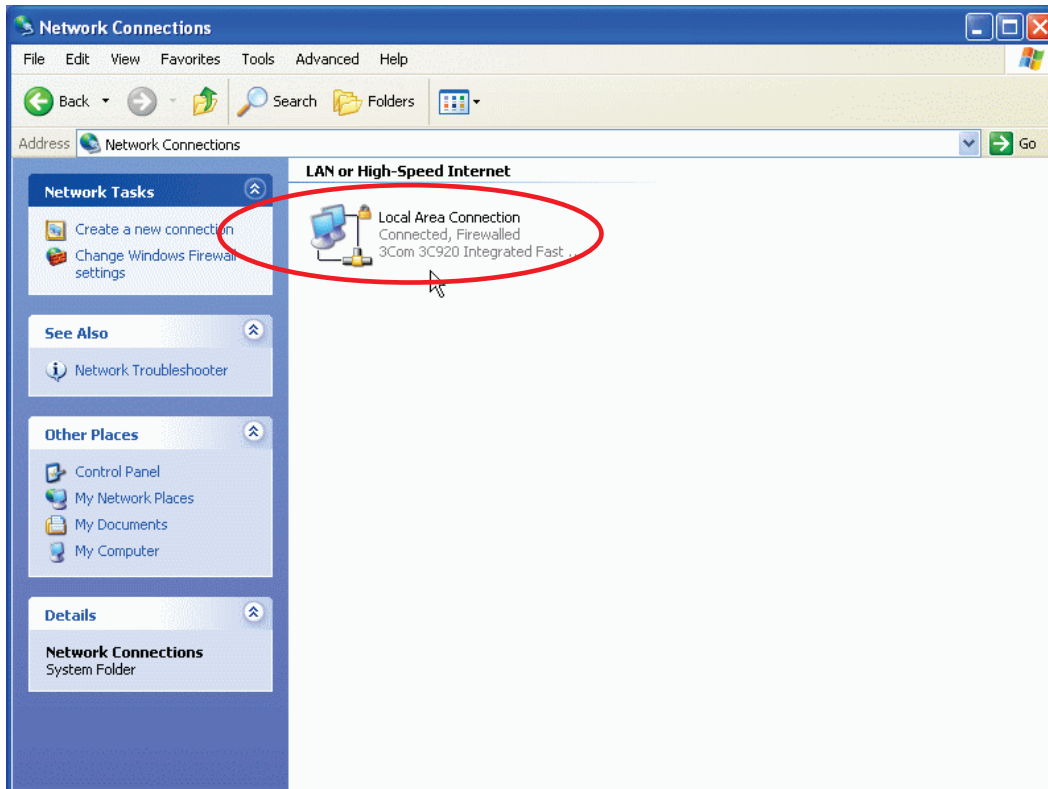 Network Connections
File Edit View Favorites Tools Advanced Help
Back Search Folders
Address Network Connections Go
Network Tasks
Create a new connection
Change Windows Firewall
settings
See Also
Network Troubleshooter
Other Places
Control Panel
My Network Places
My Documents
My Computer
Details
Network Connections
System Folder
LAN or High-Speed Internet
Local Area Connection
Connected, Firewalled
3Com 3C920 Integrated Fast ...